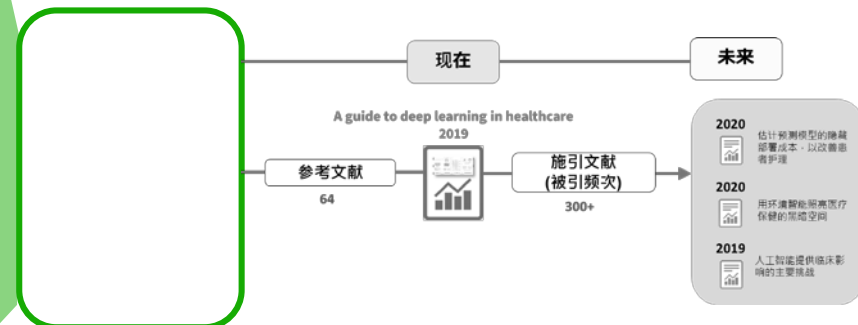 现在
未来
A guide to deep learning in healthcare
2019
参考文献
64
施引文献
(被引频次)
300+
2020
估计预测模型的隐藏
部署成本，以改善患
者护理
2020
用环境智能照亮医疗
保健的黑暗空间
2019
人工智能提供临床影
响的主要挑战